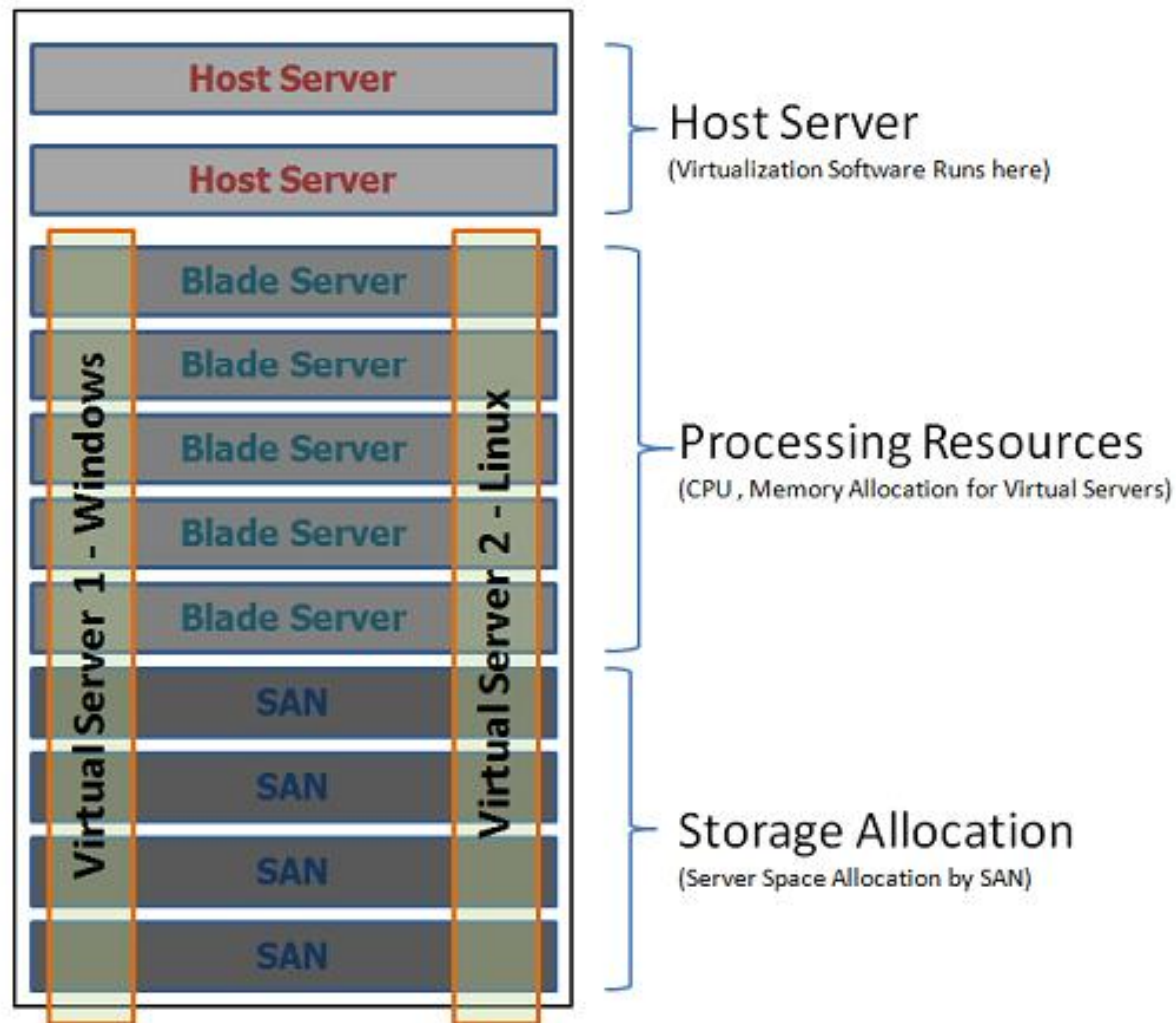 Host Server
Host Server
Blade Server
Blade Server
Blade Server
Blade Server
Blade Server
SAN
SAN
SAN
SAN
Virtual Server 1 - Windows
Virtual Server 2 - Linux
Host Server
(Virtualization Software Runs here)
Processing Resources
(CPU , Memory Allocation for Virtual Servers)
Storage Allocation
(Server Space Allocation by SAN)